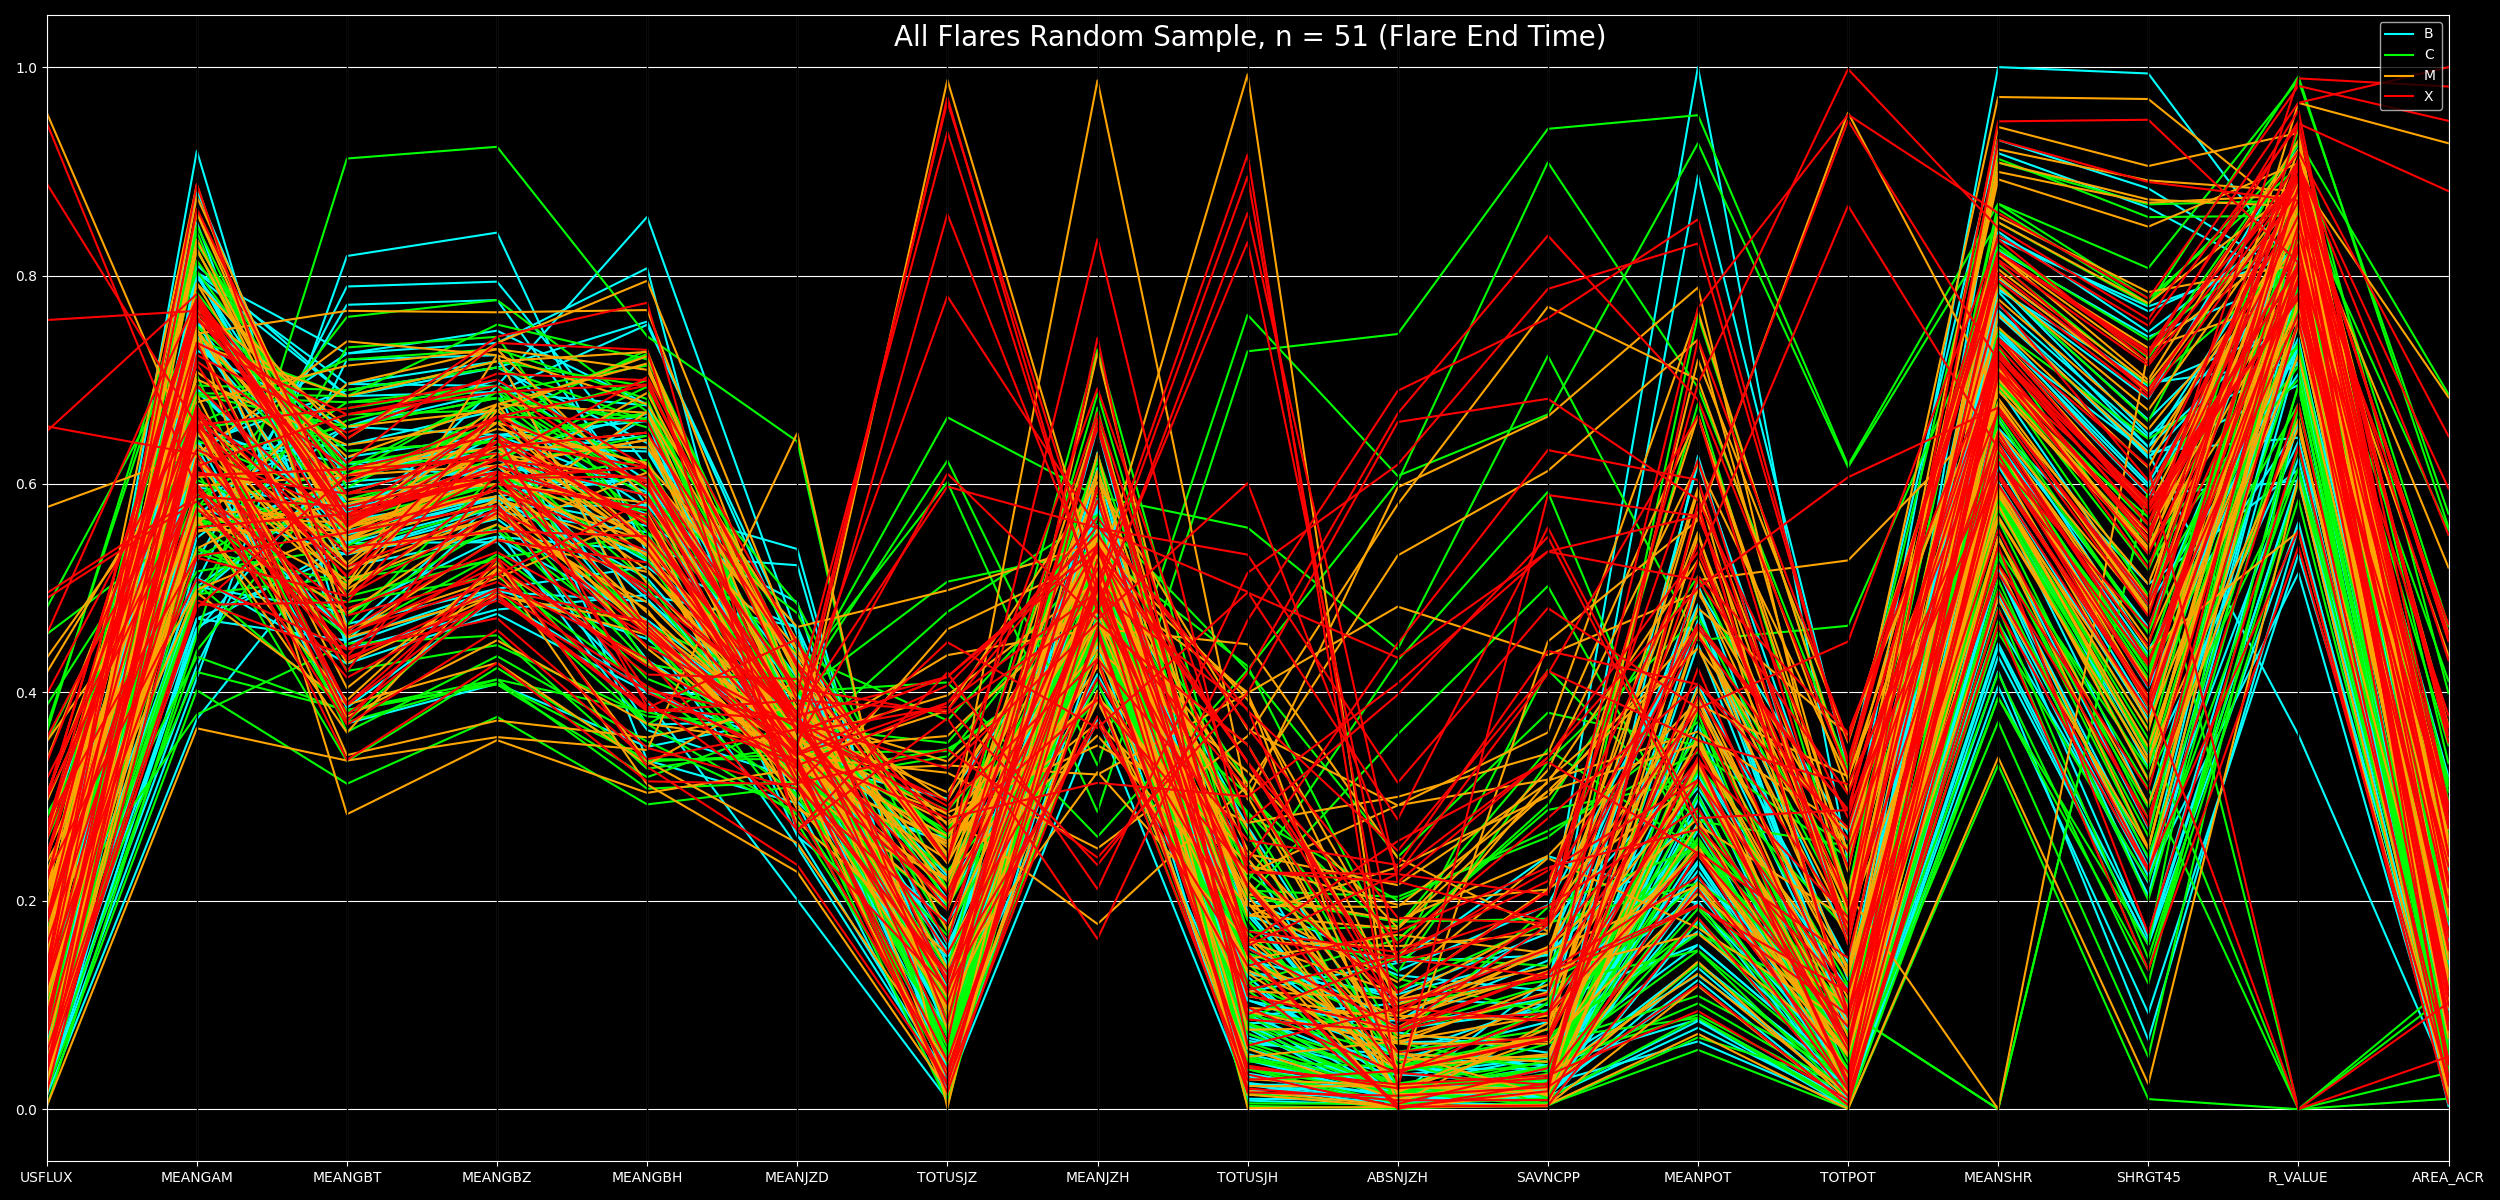 All Flares Random Sample, n = 51 (Flare End Time)
B
C
M
X
1.0
0.8
0.6
0.4
0.2
0.0
USFLUX MEANGAM MEANGBT MEANGBZ MEANGBH MEANJZD TOTUSJZ MEANJZH TOTUSJH ABSNJZH SAVNCPP MEANPOT TOTPOT MEANSHR SHRGT45 R_VALUE AREA_ACR